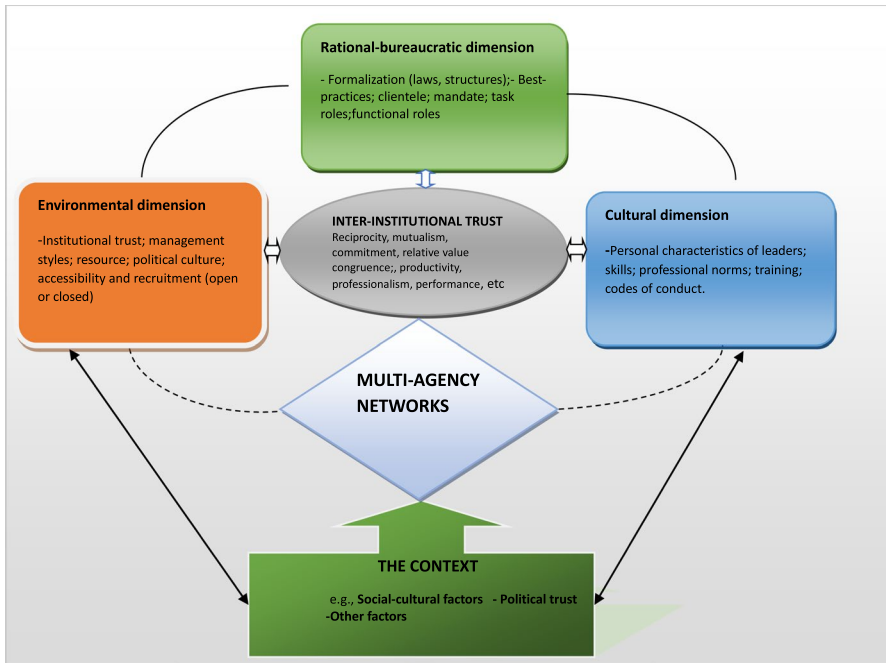 Rational-bureaucratic dimension
- Formalization (laws, structures);- Best-
practices; clientele; mandate; task
roles;functional roles
Environmental dimension
-Institutional trust; management
styles; resource; political culture;
accessibility and recruitment (open
or closed)
INTER-INSTITUTIONAL TRUST
Reciprocity, mutualism,
commitment, relative value
congruence;, productivity,
professionalism, performance, etc
Cultural dimension
-Personal characteristics of leaders;
skills; professional norms; training;
codes of conduct.
MULTI-AGENCY
NETWORKS
THE CONTEXT
e.g., Social-cultural factors - Political trust
-Other factors